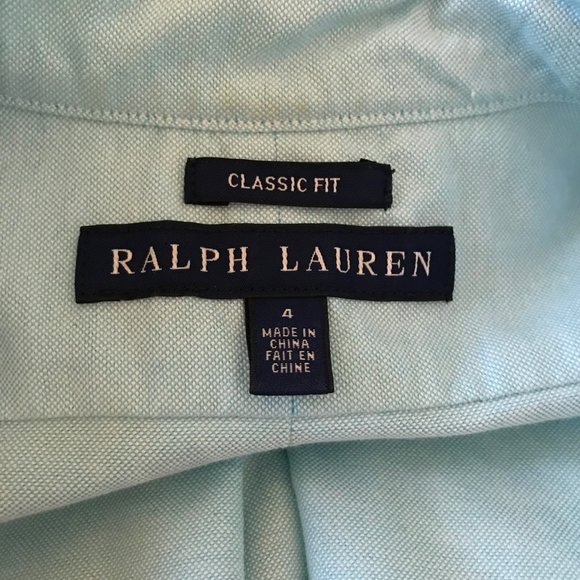 CLASSIC FIT
RALPH LAUREN
4
MADE IN
CHINA
FAIT EN
CHINE